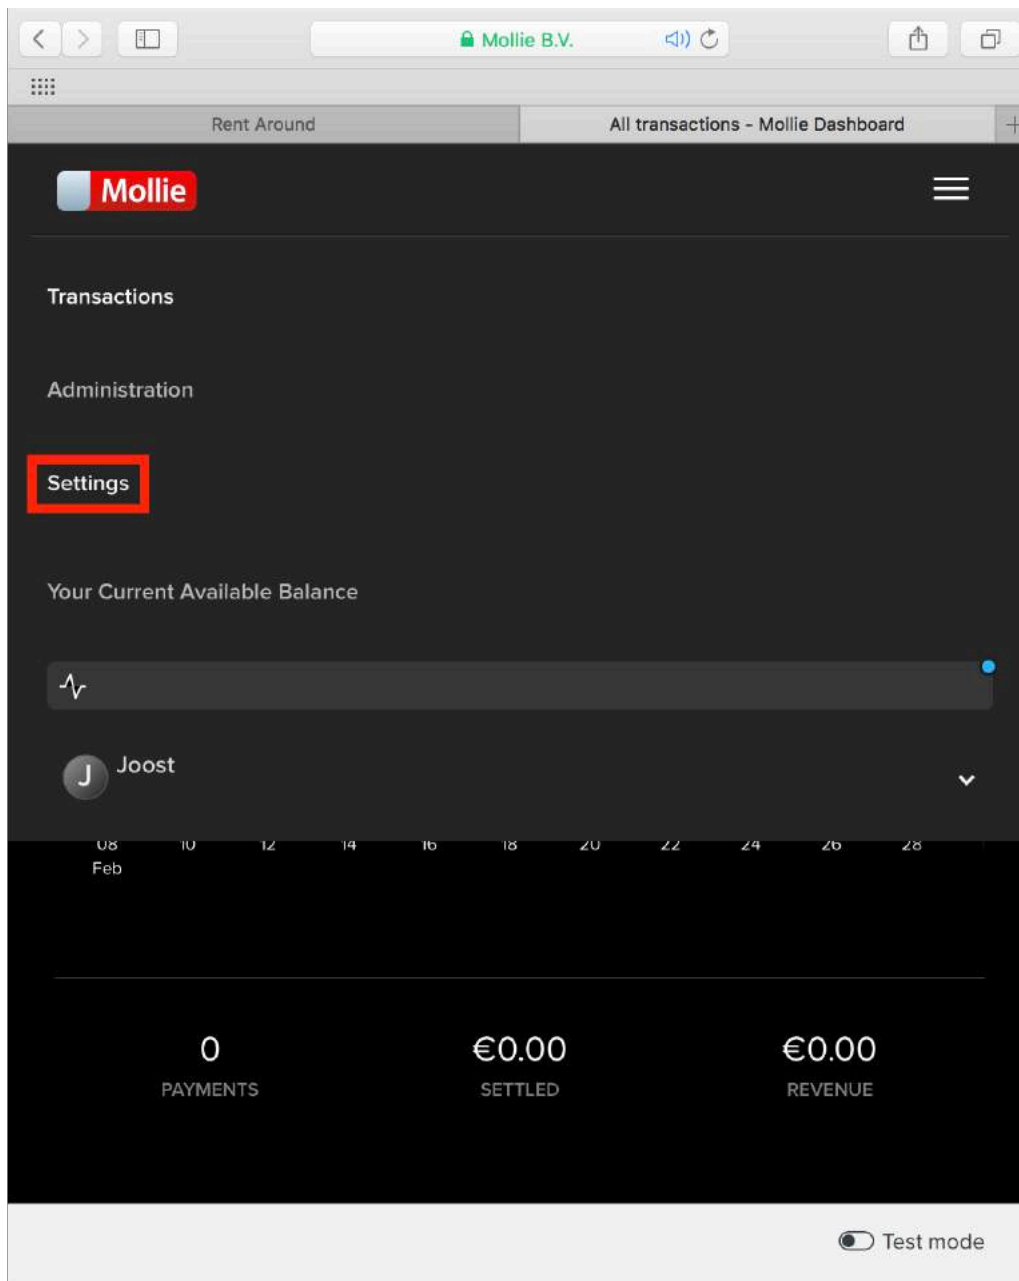 Mollie B.V.
Rent Around
All transactions - Mollie Dashboard
Mollie
Transactions
Administration
Settings
Your Current Available Balance
J Joost
08 10 12 14 16 18 20 22 24 26 28
Feb
0 €0.00 €0.00
PAYMENTS SETTLED REVENUE
Test mode